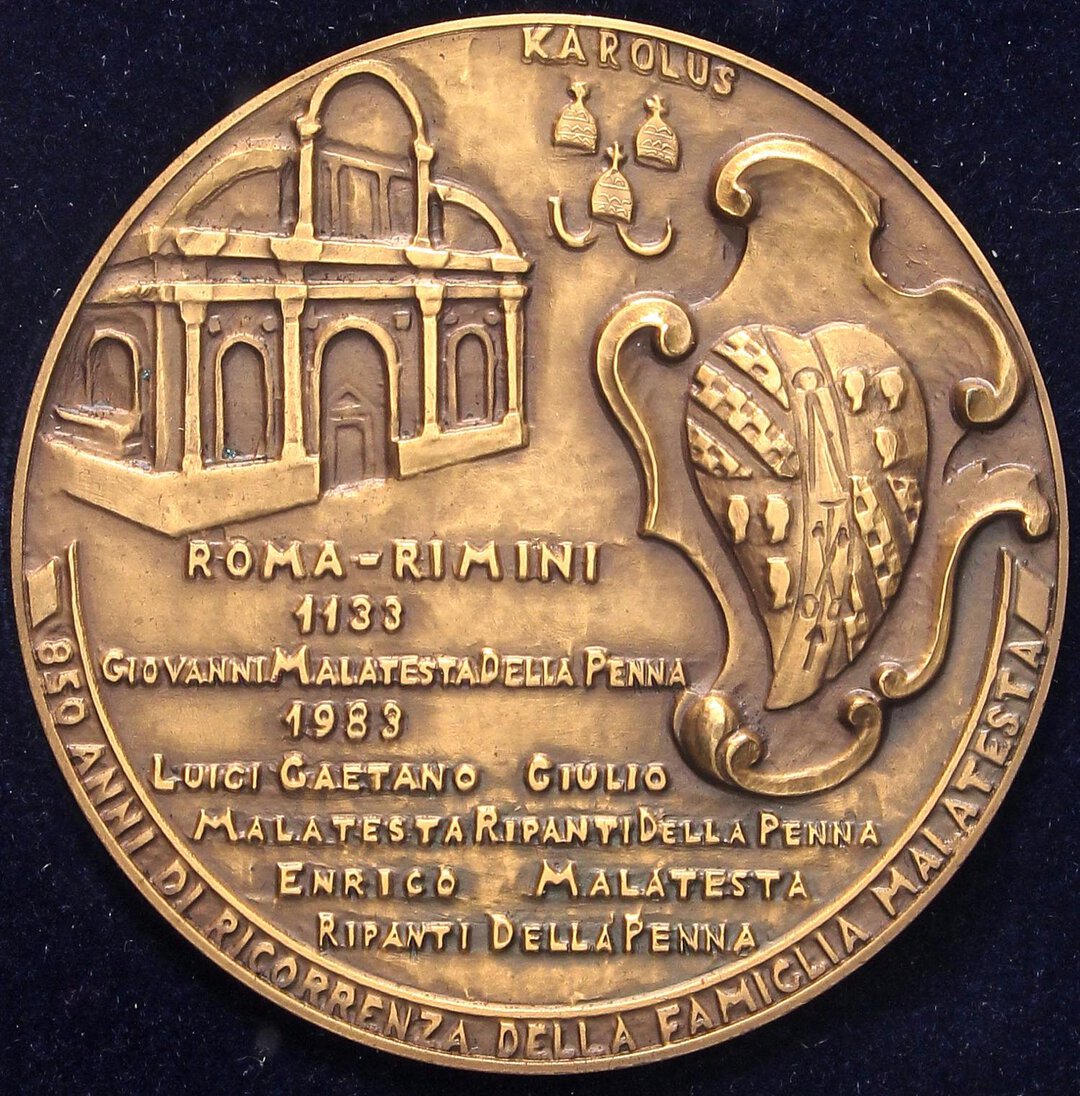 KAROLUS
ROMA-RIMINI
1133
GIOVANNI MALATESTA DELLA PENNA
1983
LUIGI GAETANO GIULIO
MALATESTA RIPANTI DELLA PENNA
ENRICO MALATESTA
RIPANTI DELLA PENNA
850 ANNI DI RICORRENZA DELLA FAMIGLIA MALATESTA